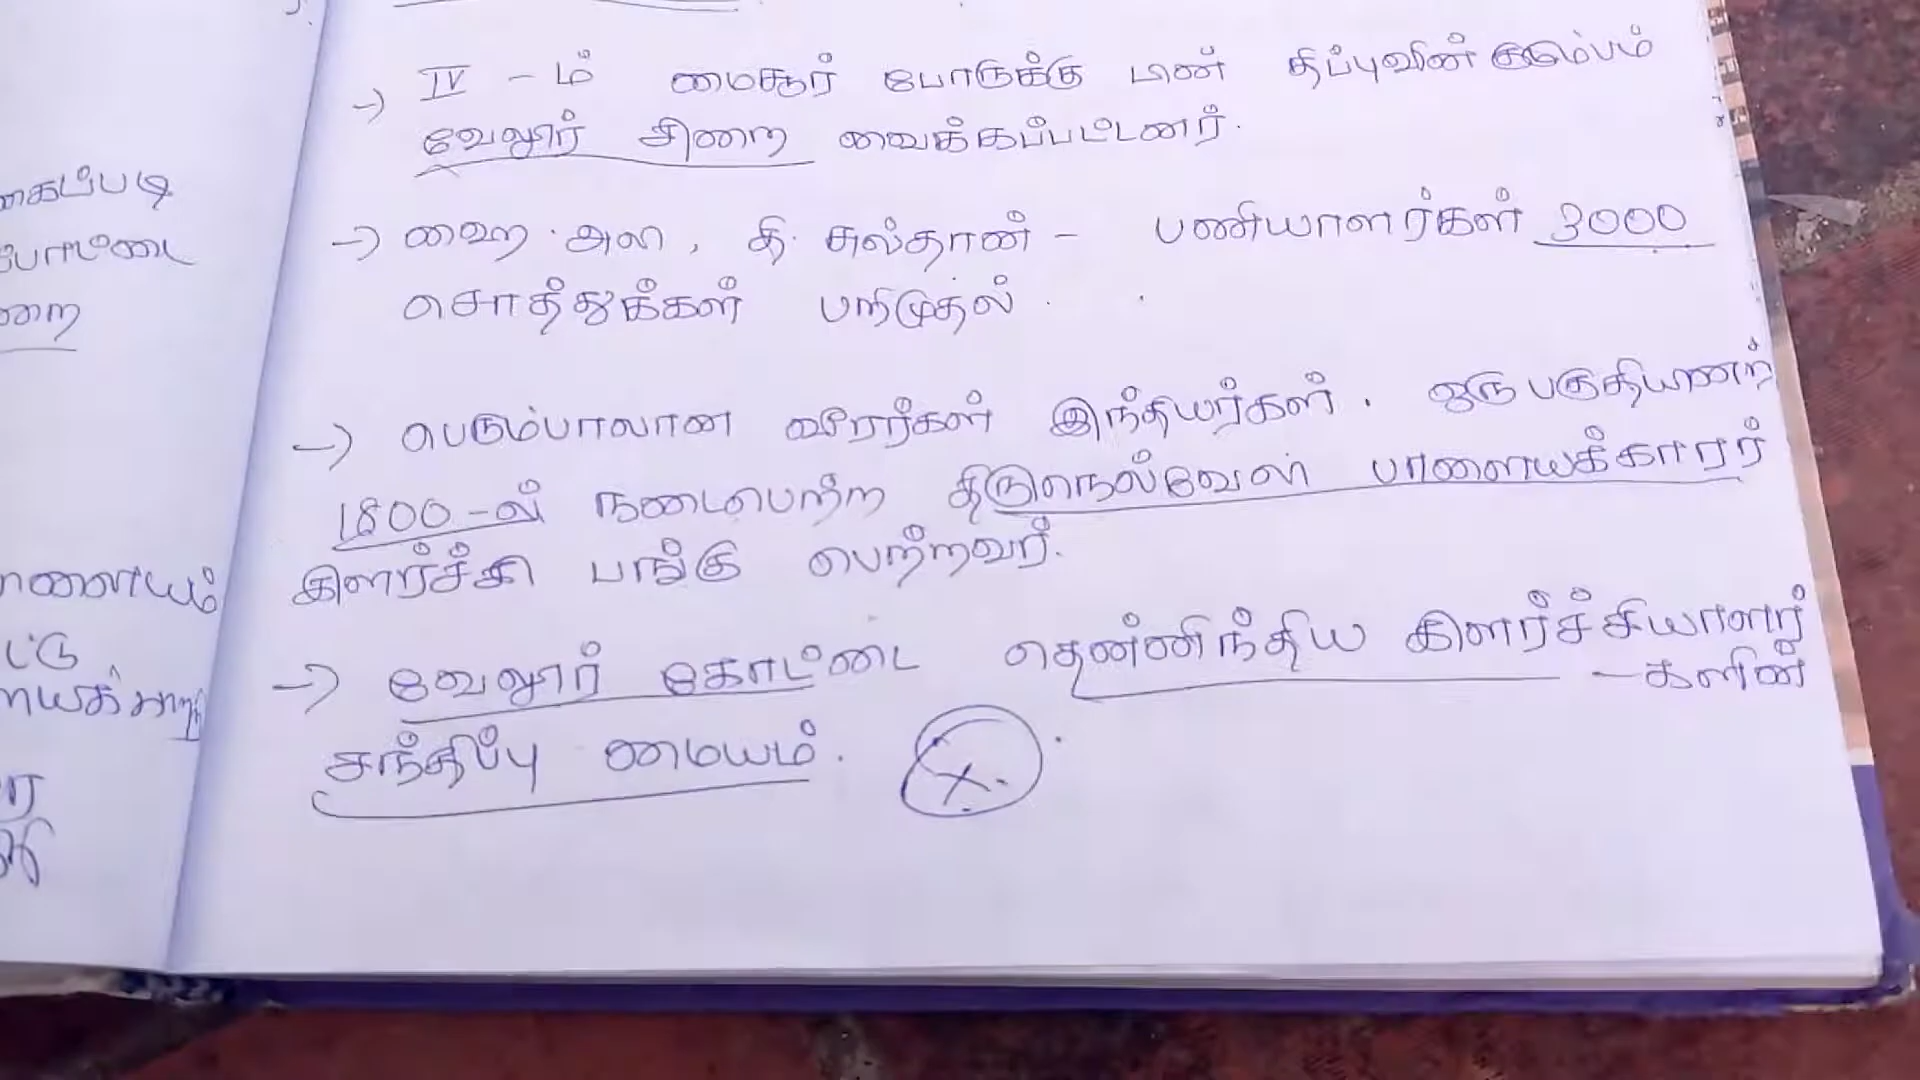 கைப்படி
கோட்டை
→ IV - ம் மைசூர் போருக்கு பின் திப்புவின் குடும்பம்
வேலூர் சிறை வைக்கப்பட்டனர்.
→ ஹை. அலி, தி. சுல்தான் - பணியாளர்கள் 3000
சொத்துக்கள் பறிமுதல்.
→ பெரும்பாலான வீரர்கள் இந்தியர்கள். ஒரு பகுதியினர்
1800-ல் நடைபெற்ற திருநெல்வேலி பாளையக்காரர்
கிளர்ச்சி பங்கு பெற்றவர்.
→ வேலூர் கோட்டை தென்னிந்திய கிளர்ச்சியாளர்
-களின்
சந்திப்பு மையம்.